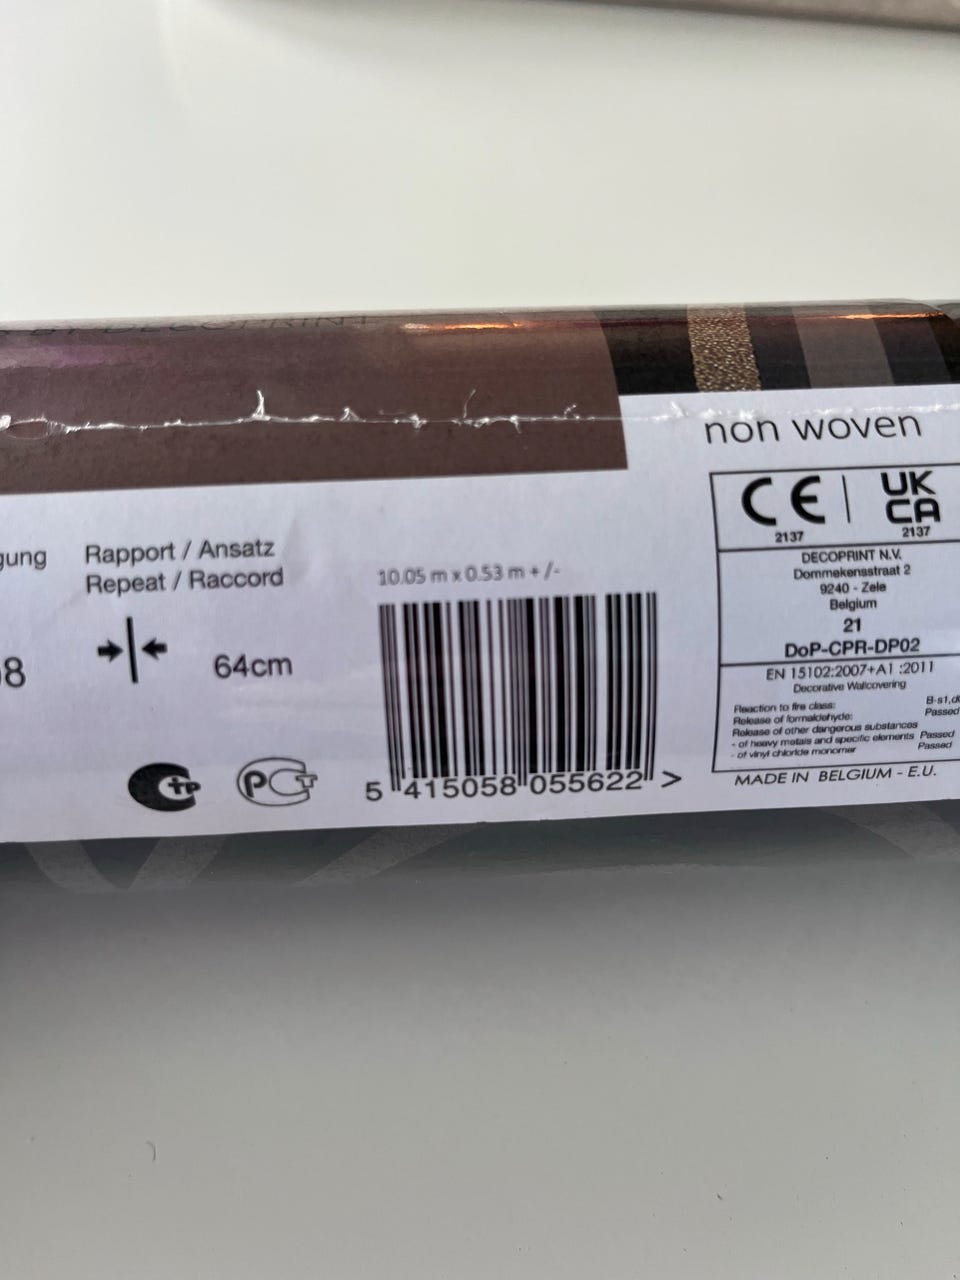 BY DECOPRINT
non woven
CE | UK
CA
2137 2137
DECOPRINT N.V.
Dommekensstraat 2
9240 - Zele
Belgium
21
DoP-CPR-DP02
EN 15102:2007+A1 :2011
Decorative Wallcovering
Reaction to fire class: B-s1,d
Release of formaldehyde: Passed
Release of other dangerous substances
- of heavy metals and specific elements Passed
- of vinyl chloride monomer Passed
MADE IN BELGIUM - E.U.
gung
Rapport / Ansatz
Repeat / Raccord
8
64cm
10.05 m x 0.53 m + /-
5 415058 055622 >